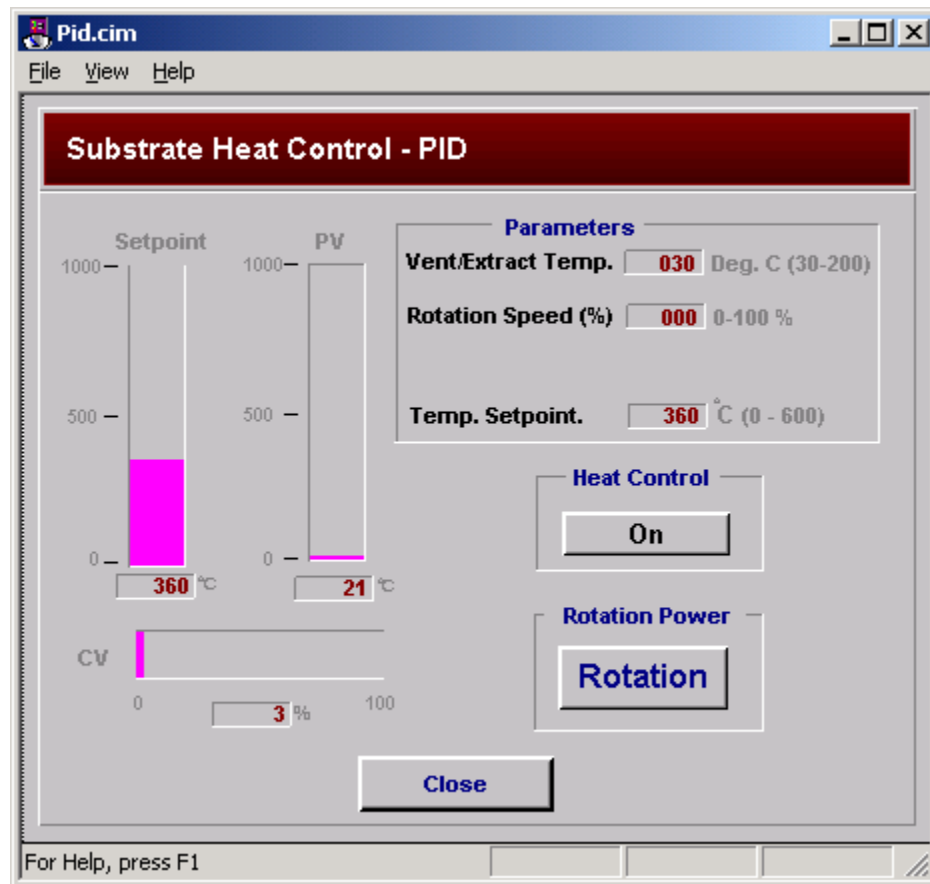 Pid.cim
File View Help
Substrate Heat Control - PID
Setpoint
1000
500
0
360 °C
PV
1000
500
0
21 °C
CV
0 100
3 %
Parameters
Vent/Extract Temp. 030 Deg. C (30-200)
Rotation Speed (%) 000 0-100 %
Temp. Setpoint. 360 °C (0 - 600)
Heat Control
On
Rotation Power
Rotation
Close
For Help, press F1